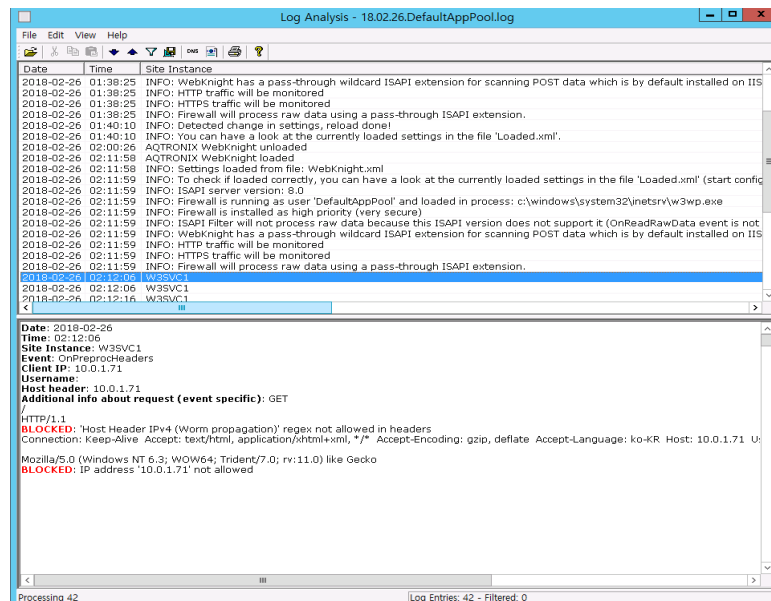 Log Analysis - 18.02.26.DefaultAppPool.log
File Edit View Help
DNS
Date Time Site Instance
2018-02-26 01:38:25 INFO: WebKnight has a pass-through wildcard ISAPI extension for scanning POST data which is by default installed on IIS
2018-02-26 01:38:25 INFO: HTTP traffic will be monitored
2018-02-26 01:38:25 INFO: HTTPS traffic will be monitored
2018-02-26 01:38:25 INFO: Firewall will process raw data using a pass-through ISAPI extension.
2018-02-26 01:40:10 INFO: Detected change in settings, reload done!
2018-02-26 01:40:10 INFO: You can have a look at the currently loaded settings in the file 'Loaded.xml'.
2018-02-26 02:00:26 AQTRONIX WebKnight unloaded
2018-02-26 02:11:58 AQTRONIX WebKnight loaded
2018-02-26 02:11:58 INFO: Settings loaded from file: WebKnight.xml
2018-02-26 02:11:59 INFO: To check if loaded correctly, you can have a look at the currently loaded settings in the file 'Loaded.xml' (start config
2018-02-26 02:11:59 INFO: ISAPI server version: 8.0
2018-02-26 02:11:59 INFO: Firewall is running as user 'DefaultAppPool' and loaded in process: c:\windows\system32\inetsrv\w3wp.exe
2018-02-26 02:11:59 INFO: Firewall is installed as high priority (very secure)
2018-02-26 02:11:59 INFO: ISAPI Filter will not process raw data because this ISAPI version does not support it (OnReadRawData event is not
2018-02-26 02:11:59 INFO: WebKnight has a pass-through wildcard ISAPI extension for scanning POST data which is by default installed on IIS
2018-02-26 02:11:59 INFO: HTTP traffic will be monitored
2018-02-26 02:11:59 INFO: HTTPS traffic will be monitored
2018-02-26 02:11:59 INFO: Firewall will process raw data using a pass-through ISAPI extension.
2018-02-26 02:12:06 W3SVC1
2018-02-26 02:12:06 W3SVC1
2018-02-26 02:12:16 W3SVC1
Date: 2018-02-26
Time: 02:12:06
Site Instance: W3SVC1
Event: OnPreprocHeaders
Client IP: 10.0.1.71
Username:
Host header: 10.0.1.71
Additional info about request (event specific): GET
/
HTTP/1.1
BLOCKED: 'Host Header IPv4 (Worm propagation)' regex not allowed in headers
Connection: Keep-Alive Accept: text/html, application/xhtml+xml, */* Accept-Encoding: gzip, deflate Accept-Language: ko-KR Host: 10.0.1.71
Mozilla/5.0 (Windows NT 6.3; WOW64; Trident/7.0; rv:11.0) like Gecko
BLOCKED: IP address '10.0.1.71' not allowed
Processing 42
Log Entries: 42 - Filtered: 0